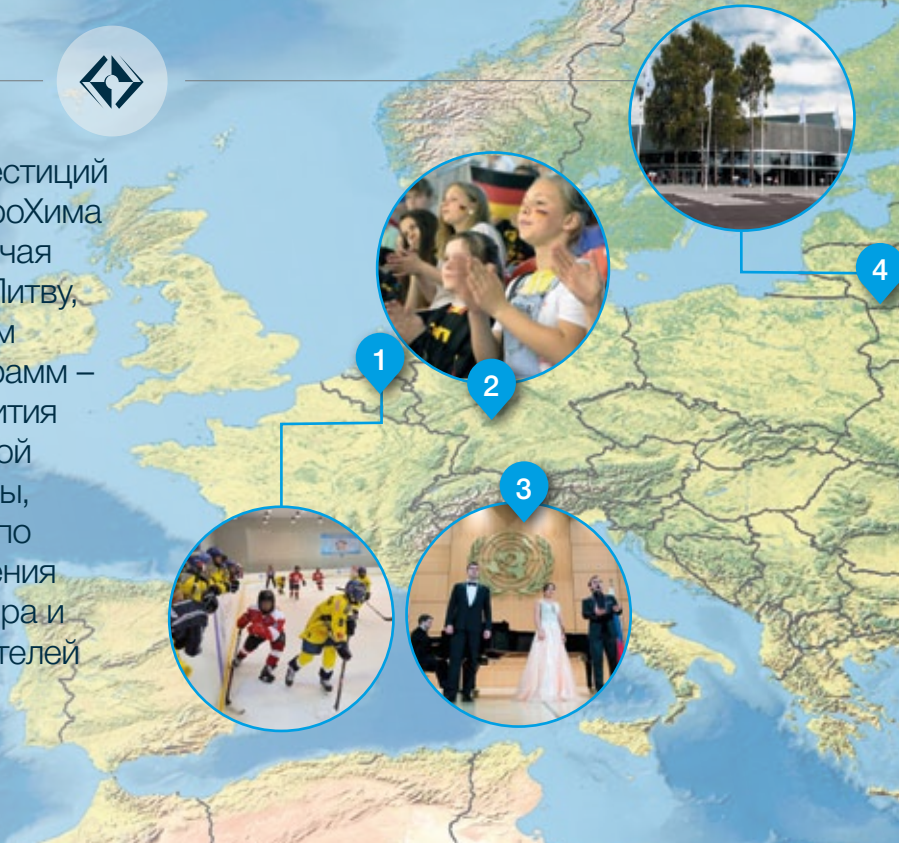 естиций
роХима
чая
Литву,
м
рамм –
ития
ой
ы,
по
ения
ра и
телей
1
2
3
4